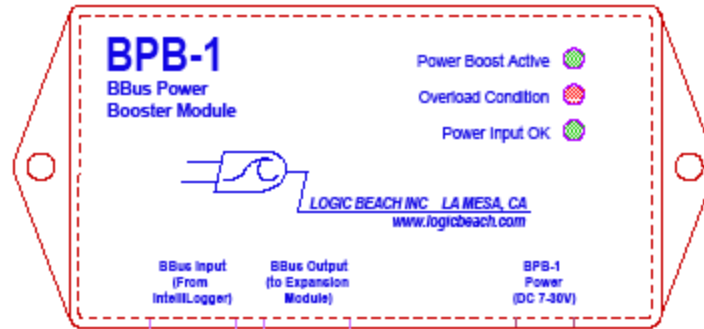 BPB-1
BBus Power
Booster Module
Power Boost Active
Overload Condition
Power Input OK
LOGIC BEACH INC LA MESA, CA
www.logicbeach.com
BBus Input
(From
IntelliLogger)
BBus Output
(to Expansion
Module)
BPB-1
Power
(DC 7-30V)